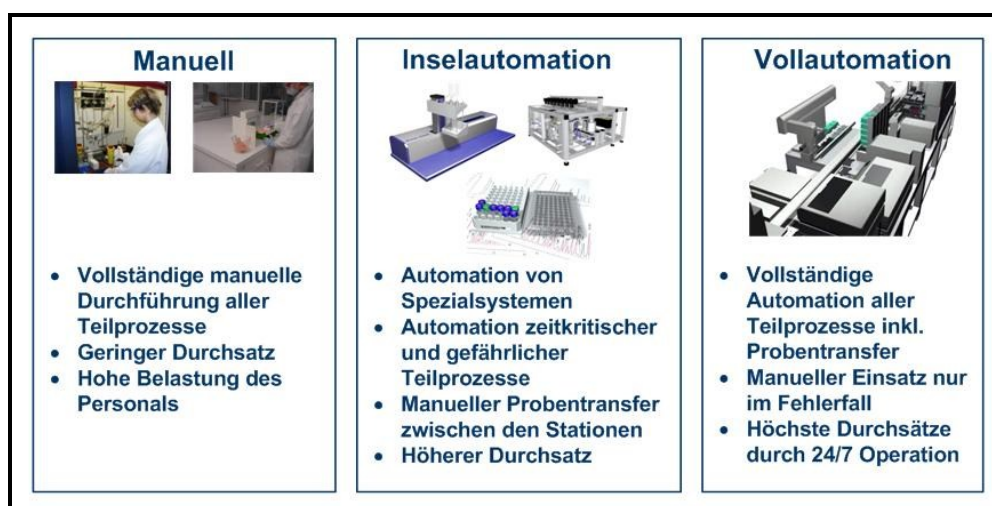 Manuell
• Vollständige manuelle
Durchführung aller
Teilprozesse
• Geringer Durchsatz
• Hohe Belastung des
Personals
Inselautomation
• Automation von
Spezialsystemen
• Automation zeitkritischer
und gefährlicher
Teilprozesse
• Manueller Probentransfer
zwischen den Stationen
• Höherer Durchsatz
Vollautomation
• Vollständige
Automation aller
Teilprozesse inkl.
Probentransfer
• Manueller Einsatz nur
im Fehlerfall
• Höchste Durchsätze
durch 24/7 Operation